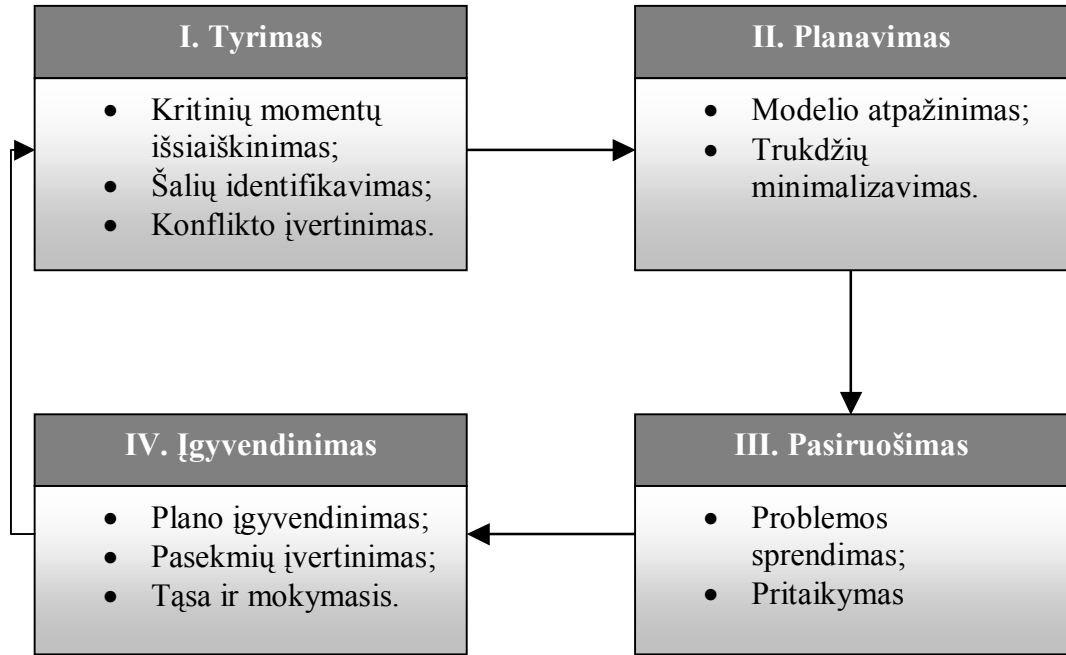 I. Tyrimas
• Kritinių momentų
išsiaiškinimas;
• Šalių identifikavimas;
• Konflikto įvertinimas.
II. Planavimas
• Modelio atpažinimas;
• Trukdžių
minimalizavimas.
III. Pasiruošimas
• Problemos
sprendimas;
• Pritaikymas
IV. Įgyvendinimas
• Plano įgyvendinimas;
• Pasekmių įvertinimas;
• Tąsa ir mokymasis.